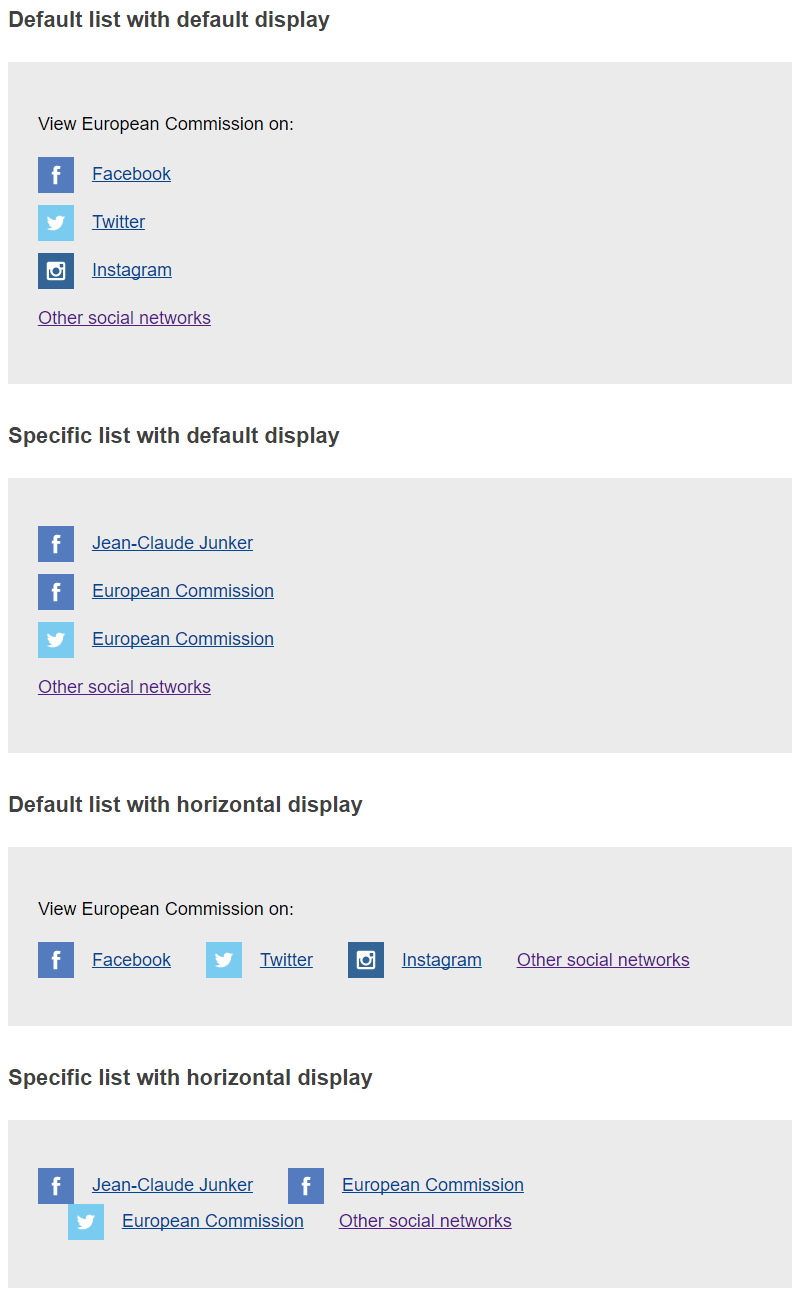 Default list with default display
View European Commission on:
Facebook
Twitter
Instagram
Other social networks
Specific list with default display
Jean-Claude Junker
European Commission
European Commission
Other social networks
Default list with horizontal display
View European Commission on:
Facebook Twitter Instagram Other social networks
Specific list with horizontal display
Jean-Claude Junker European Commission
European Commission Other social networks